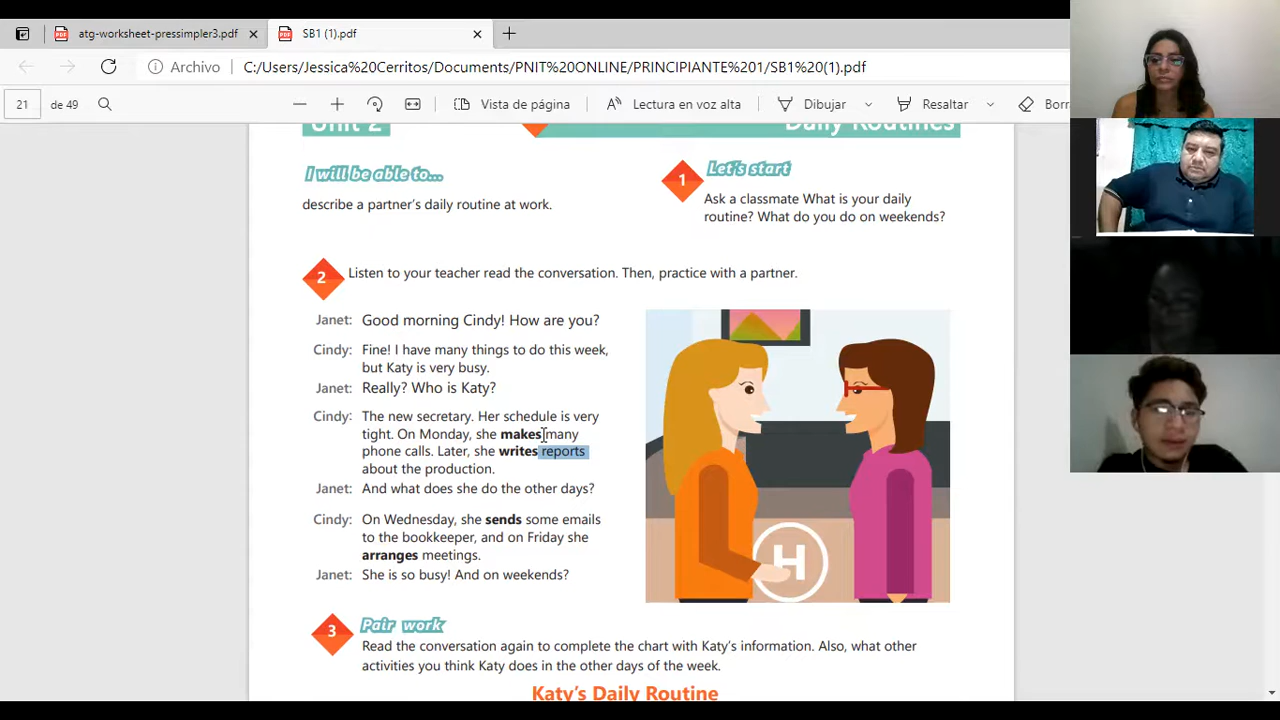 atg-worksheet-pressimpler3.pdf
SB1 (1).pdf
Archivo
C:/Users/Jessica%20Cerritos/Documents/PNIT%20ONLINE/PRINCIPIANTE%201/SB1%20(1).pdf
21
de 49
Vista de página
Lectura en voz alta
Dibujar
Resaltar
Borr
Unit 2
Daily Routines
I will be able to...
describe a partner's daily routine at work.
1
Let's start
Ask a classmate What is your daily
routine? What do you do on weekends?
2
Listen to your teacher read the conversation. Then, practice with a partner.
Janet: Good morning Cindy! How are you?
Cindy: Fine! I have many things to do this week,
but Katy is very busy.
Janet: Really? Who is Katy?
Cindy: The new secretary. Her schedule is very
tight. On Monday, she makes many
phone calls. Later, she writes reports
about the production.
Janet: And what does she do the other days?
Cindy: On Wednesday, she sends some emails
to the bookkeeper, and on Friday she
arranges meetings.
Janet: She is so busy! And on weekends?
H
3
Pair work
Read the conversation again to complete the chart with Katy's information. Also, what other
activities you think Katy does in the other days of the week.
Katy's Daily Routine